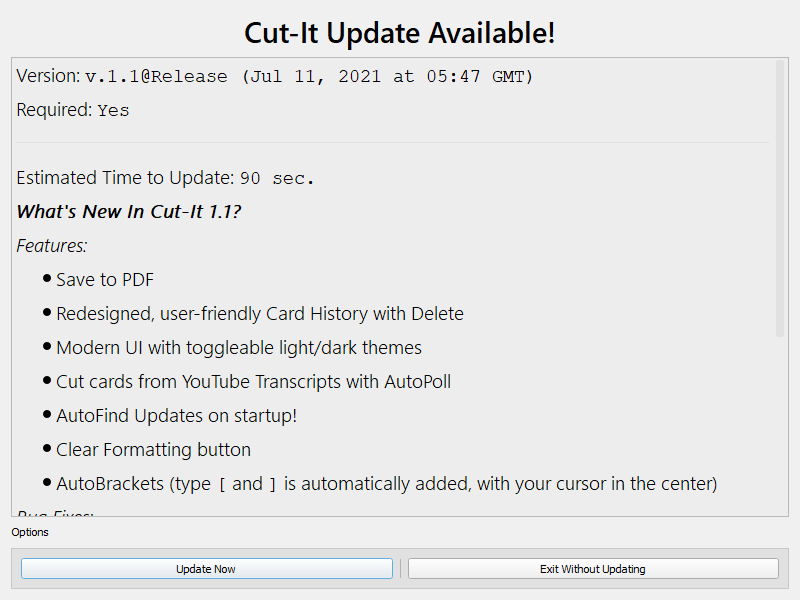 Cut-It Update Available!
Version: v.1.1@Release (Jul 11, 2021 at 05:47 GMT)
Required: Yes
Estimated Time to Update: 90 sec.
What's New In Cut-It 1.1?
Features:
Save to PDF
Redesigned, user-friendly Card History with Delete
Modern UI with toggleable light/dark themes
Cut cards from YouTube Transcripts with AutoPoll
AutoFind Updates on startup!
Clear Formatting button
AutoBrackets (type [ and ] is automatically added, with your cursor in the center)
Bug Fixes:
Options
Update Now
Exit Without Updating